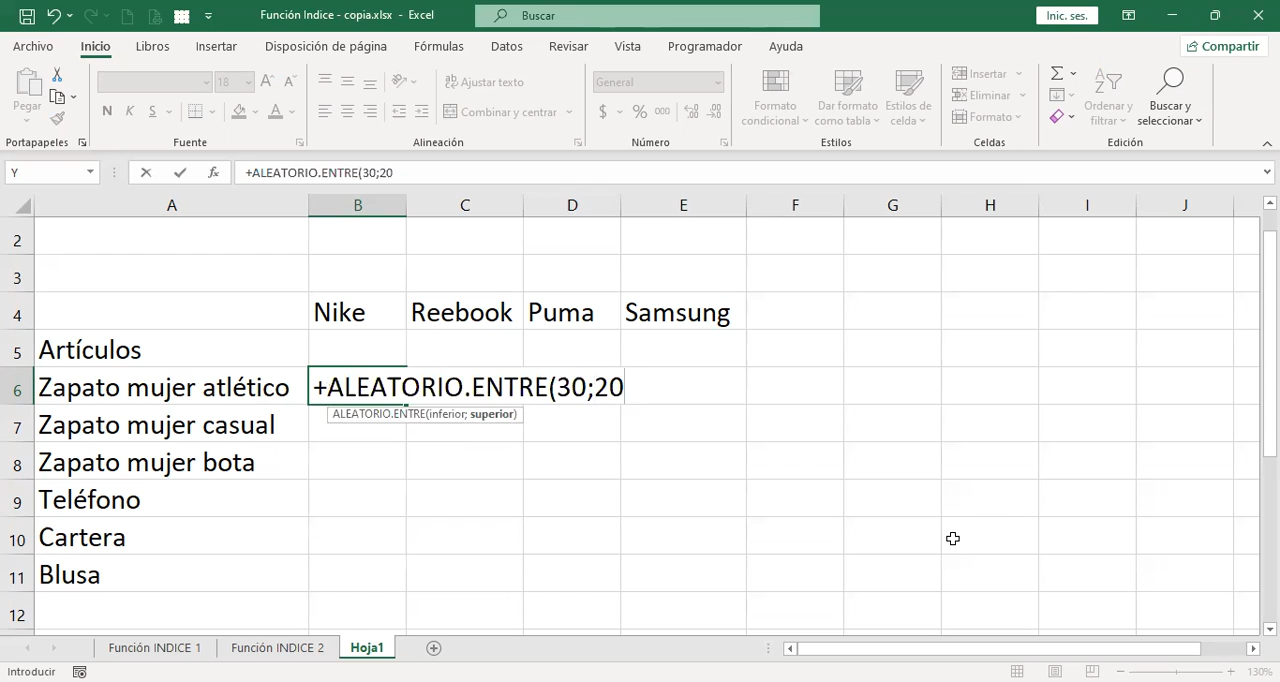 Función Indice - copia.xlsx - Excel
Buscar
Inic. ses.
Archivo Inicio Libros Insertar Disposición de página Fórmulas Datos Revisar Vista Programador Ayuda
Compartir
Pegar
18
Ajustar texto
General
Formato condicional
Dar formato como tabla
Estilos de celda
Insertar
Eliminar
Formato
Ordenar y filtrar
Buscar y seleccionar
N K S
Combinar y centrar
$ % 000
Portapapeles Fuente Alineación Número Estilos Celdas Edición
Y
fx
+ALEATORIO.ENTRE(30;20
A B C D E F G H I J
2
3
4 Nike Reebook Puma Samsung
5 Artículos
6 Zapato mujer atlético +ALEATORIO.ENTRE(30;20
ALEATORIO.ENTRE(inferior; superior)
7 Zapato mujer casual
8 Zapato mujer bota
9 Teléfono
10 Cartera
11 Blusa
12
Función INDICE 1 Función INDICE 2 Hoja1
Introducir
130%